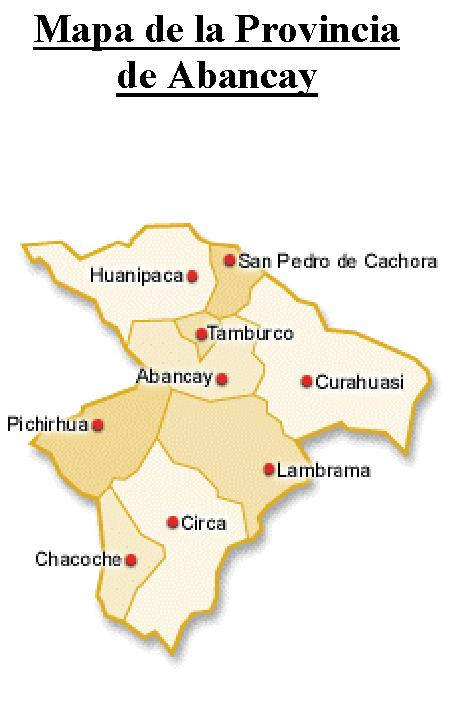 Mapa de la Provincia
de Abancay
San Pedro de Cachora
Huanipaca
Tamburco
Abancay
Curahuasi
Pichirhua
Lambrama
Circa
Chacoche